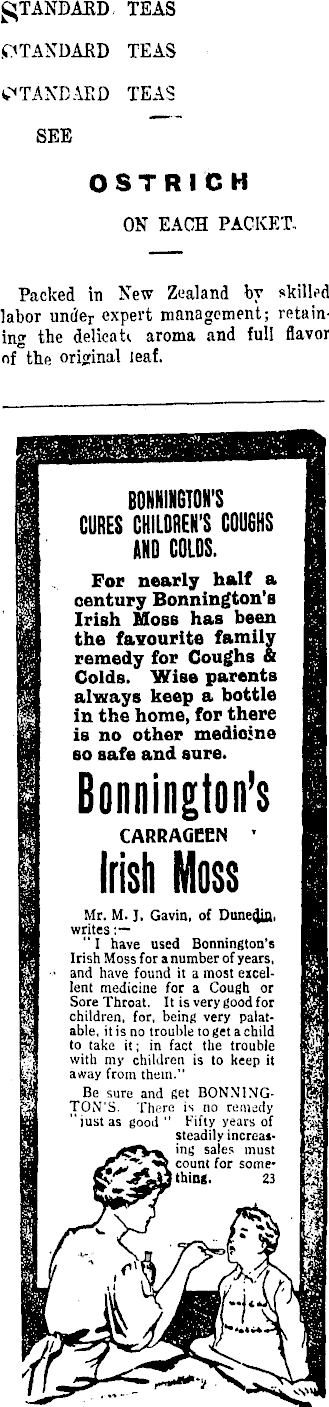 STANDARD TEAS
STANDARD TEAS
STANDARD TEAS
SEE
OSTRICH
ON EACH PACKET.
Packed in New Zealand by skilled
labor under expert management; retain-
ing the delicate aroma and full flavor
of the original leaf.
BONNINGTON'S
CURES CHILDREN'S COUGHS
AND COLDS.
For nearly half a
century Bonnington's
Irish Moss has been
the favourite family
remedy for Coughs &
Colds. Wise parents
always keep a bottle
in the home, for there
is no other medicine
so safe and sure.
Bonnington's
CARRAGEEN
Irish Moss
Mr. M. J. Gavin, of Dunedin,
writes :—
"I have used Bonnington's
Irish Moss for a number of years,
and have found it a most excel-
lent medicine for a Cough or
Sore Throat. It is very good for
children, for, being very palat-
able, it is no trouble to get a child
to take it; in fact the trouble
with my children is to keep it
away from them."
Be sure and get BONNING-
TON'S. There is no remedy
"just as good" Fifty years of
steadily increas-
ing sales must
count for some-
thing. 23